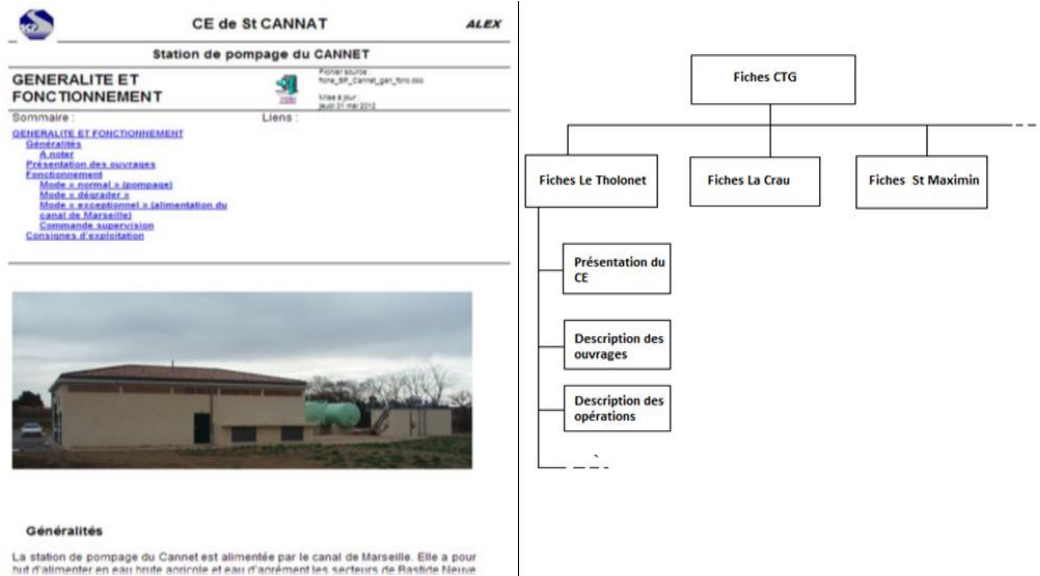 SCP
CE de St CANNAT
ALEX
Station de pompage du CANNET
GENERALITE ET
FONCTIONNEMENT
Fichier source :
fiche_SP_Cannet_gen_fonc.doc
Mise à jour :
jeudi 31 mai 2012
Sommaire :
Liens :
GENERALITE ET FONCTIONNEMENT
Généralités
A noter
Présentation des ouvrages
Fonctionnement
Mode « normal » (pompage)
Mode « dégrader »
Mode « exceptionnel » (alimentation du
canal de Marseille)
Commande supervision
Consignes d'exploitation
Généralités
La station de pompage du Cannet est alimentée par le canal de Marseille. Elle a pour
but d'alimenter en eau brute agricole et eau d'agrément les secteurs de Bastide Neuve
Fiches CTG
Fiches Le Tholonet
Fiches La Crau
Fiches St Maximin
Présentation du
CE
Description des
ouvrages
Description des
opérations